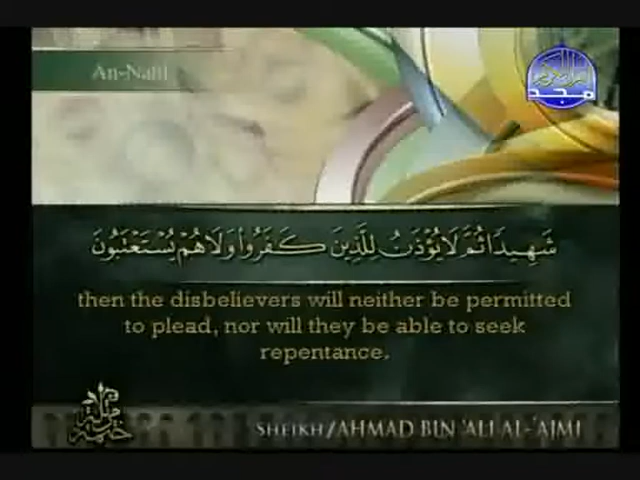 An-Nahl
مجد
شَهِيدًا ثُمَّ لَا يُؤْذَنُ لِلَّذِينَ كَفَرُوا وَلَا هُمْ يُسْتَعْتَبُونَ
then the disbelievers will neither be permitted
to plead, nor will they be able to seek
repentance.
SHEIKH/AHMAD BIN 'ALI AL-'AJMI